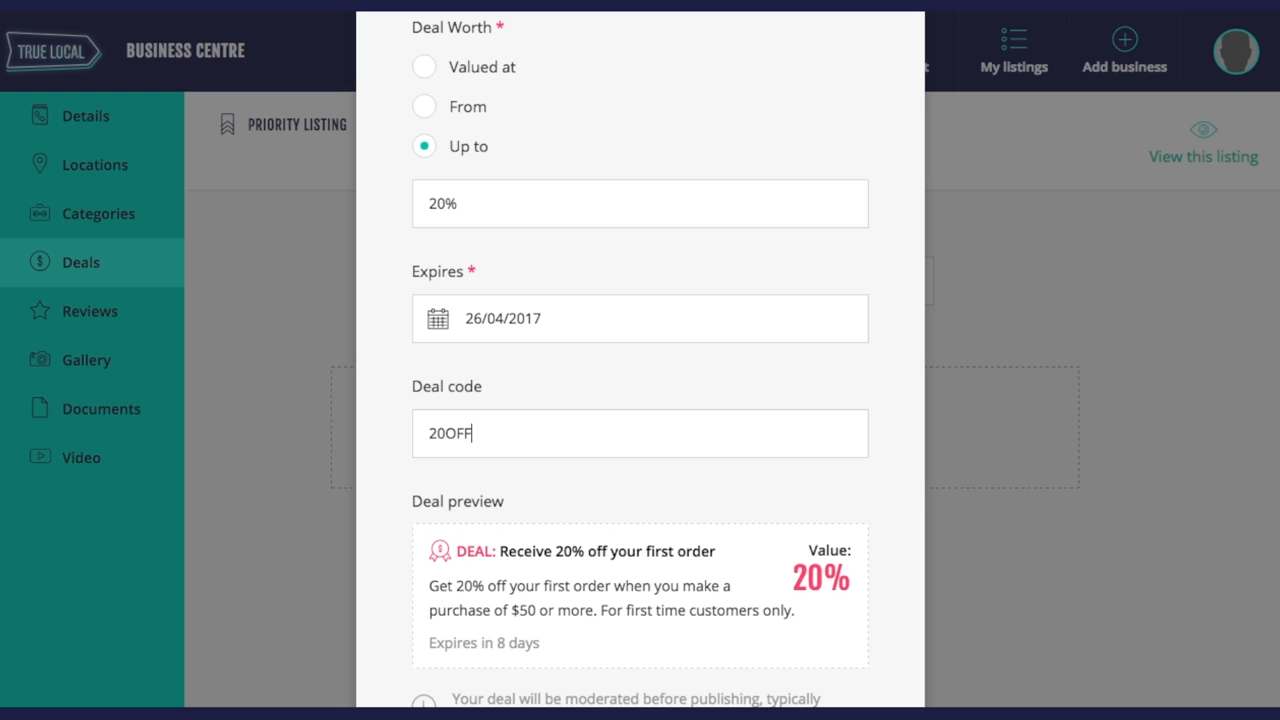 TRUE LOCAL
BUSINESS CENTRE
My listings
Add business
Details
Locations
Categories
Deals
Reviews
Gallery
Documents
Video
PRIORITY LISTING
View this listing
Deal Worth *
Valued at
From
Up to
20%
Expires *
26/04/2017
Deal code
20OFF
Deal preview
DEAL: Receive 20% off your first order
Value:
20%
Get 20% off your first order when you make a
purchase of $50 or more. For first time customers only.
Expires in 8 days
Your deal will be moderated before publishing, typically